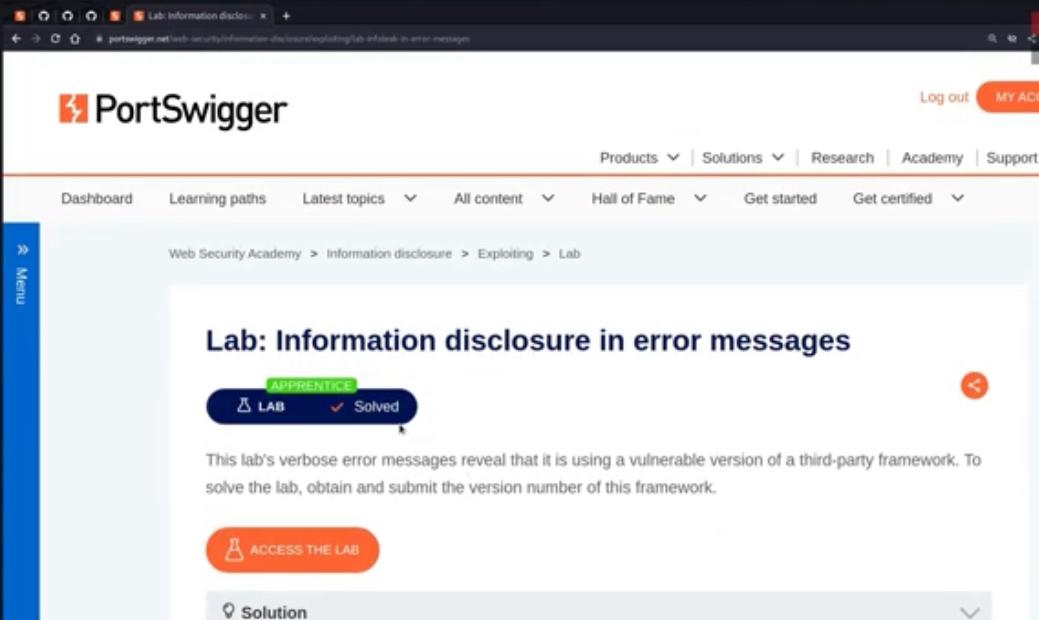 Lab: Information disclosu
portswigger.net/web-security/information-disclosure/exploiting/lab-infoleak-in-error-messages
PortSwigger
Log out MY AC
Products Solutions Research Academy Support
Dashboard Learning paths Latest topics All content Hall of Fame Get started Get certified
Menu
Web Security Academy > Information disclosure > Exploiting > Lab
Lab: Information disclosure in error messages
APPRENTICE
LAB Solved
This lab's verbose error messages reveal that it is using a vulnerable version of a third-party framework. To
solve the lab, obtain and submit the version number of this framework.
ACCESS THE LAB
Solution